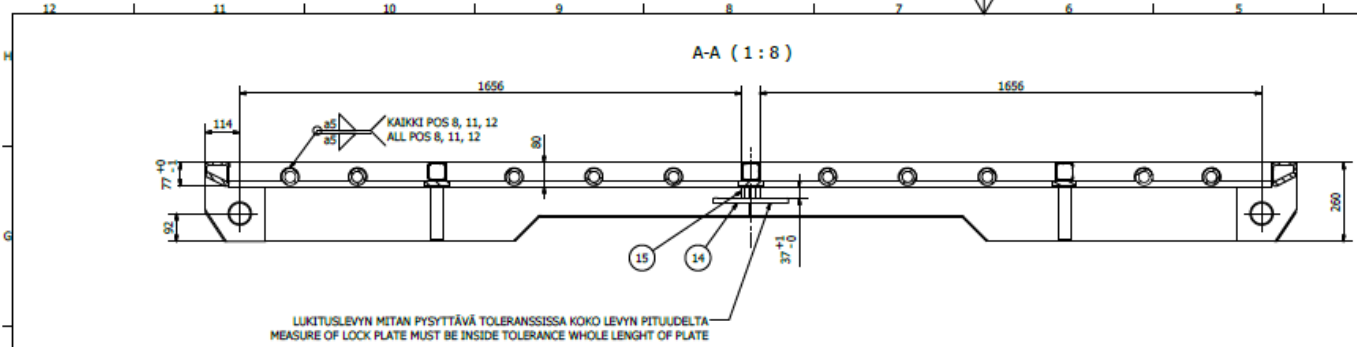 12 11 10 9 8 7 6 5
H
A-A ( 1 : 8 )
1656 1656
114
a5 KAIKKI POS 8, 11, 12
a5 ALL POS 8, 11, 12
80
77 +0 -1
260
92
G
15 14
37 +1 -0
LUKITUSLEVYN MITAN PYSYTTÄVÄ TOLERANSSISSA KOKO LEVYN PITUUDELTA
MEASURE OF LOCK PLATE MUST BE INSIDE TOLERANCE WHOLE LENGHT OF PLATE